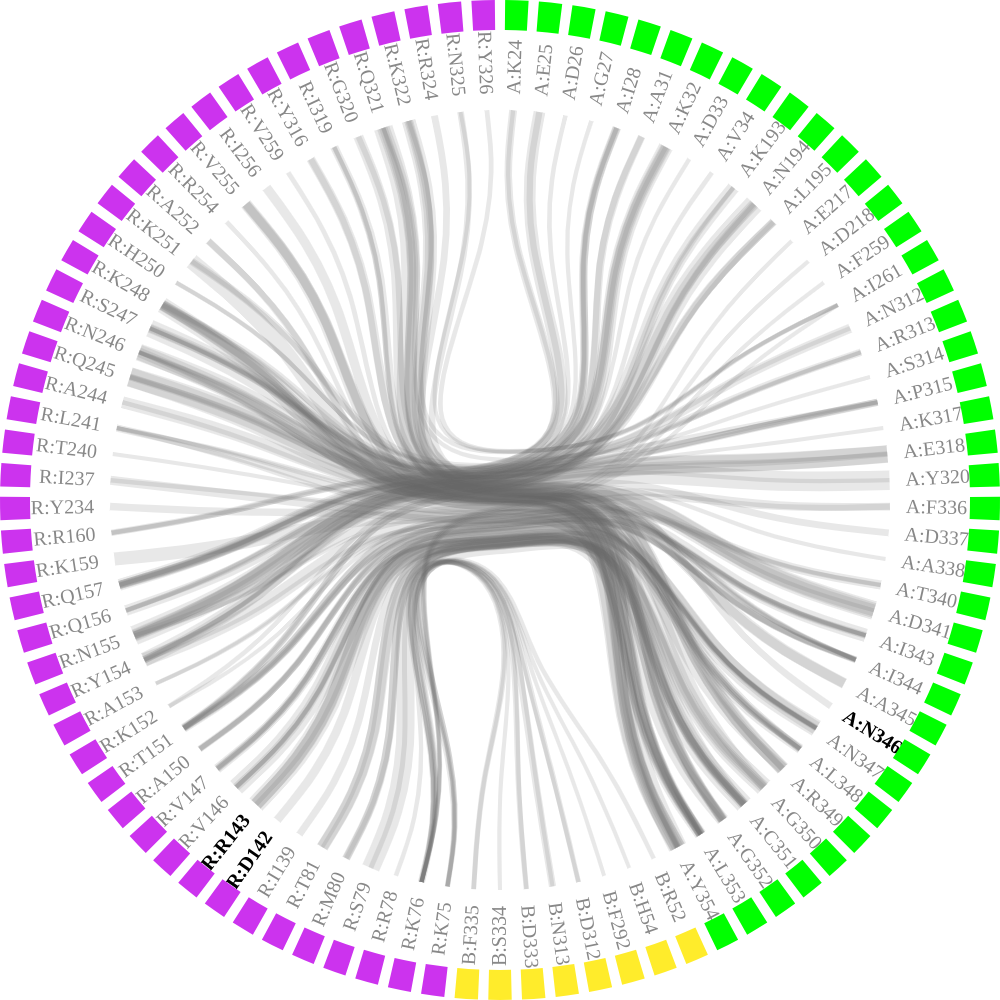 A:K24
A:E25
A:D26
A:G27
A:I28
A:A31
A:K32
A:D33
A:V34
A:K193
A:N194
A:L195
A:E217
A:D218
A:F259
A:I261
A:N312
A:R313
A:S314
A:P315
A:K317
A:E318
A:Y320
A:F336
A:D337
A:A338
A:T340
A:D341
A:I343
A:I344
A:A345
A:N346
A:N347
A:L348
A:R349
A:G350
A:C351
A:G352
A:L353
A:Y354
B:R52
B:H54
B:F292
B:D312
B:N313
B:D333
B:S334
B:F335
R:K75
R:K76
R:R78
R:S79
R:M80
R:T81
R:I139
R:D142
R:R143
R:V146
R:V147
R:A150
R:T151
R:K152
R:A153
R:Y154
R:N155
R:Q156
R:Q157
R:K159
R:R160
R:Y234
R:I237
R:T240
R:L241
R:A244
R:Q245
R:N246
R:S247
R:K248
R:H250
R:K251
R:A252
R:R254
R:V255
R:I256
R:V259
R:Y316
R:I319
R:G320
R:Q321
R:K322
R:R324
R:N325
R:Y326